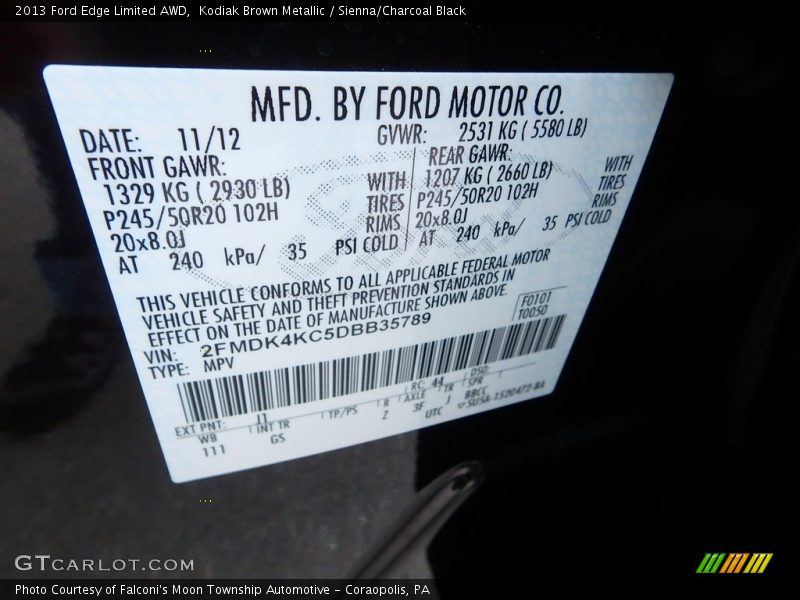 2013 Ford Edge Limited AWD,  Kodiak Brown Metallic / Sienna/Charcoal Black
MFD. BY FORD MOTOR CO.
DATE: 11/12
GVWR: 2531 KG ( 5580 LB)
FRONT GAWR:
1329 KG ( 2930 LB)
P245/50R20 102H
20x8.0J
AT 240 kPa/ 35 PSI COLD
WITH
TIRES
RIMS
REAR GAWR:
1207 KG ( 2660 LB)
P245/50R20 102H
20x8.0J
AT 240 kPa/ 35 PSI COLD
WITH
TIRES
RIMS
THIS VEHICLE CONFORMS TO ALL APPLICABLE FEDERAL MOTOR
VEHICLE SAFETY AND THEFT PREVENTION STANDARDS IN
EFFECT ON THE DATE OF MANUFACTURE SHOWN ABOVE.
F0101
T0050
VIN: 2FMDK4KC5DBB35789
TYPE: MPV
EXT PNT: J1
RC: 44 DSO:
WB INT TR TP/PS R AXLE TR SPR
111 GS Z 3F J BBCC
UTC
GTCARLOT.COM
Photo Courtesy of Falconi's Moon Township Automotive – Coraopolis, PA